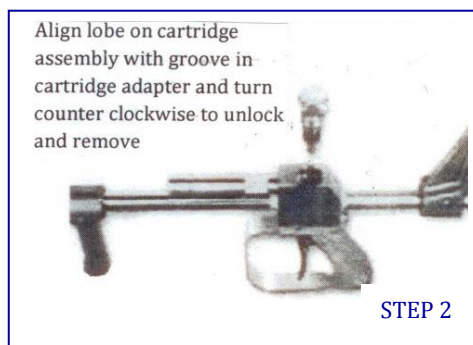 Align lobe on cartridge
assembly with groove in
cartridge adapter and turn
counter clockwise to unlock
and remove
STEP 2